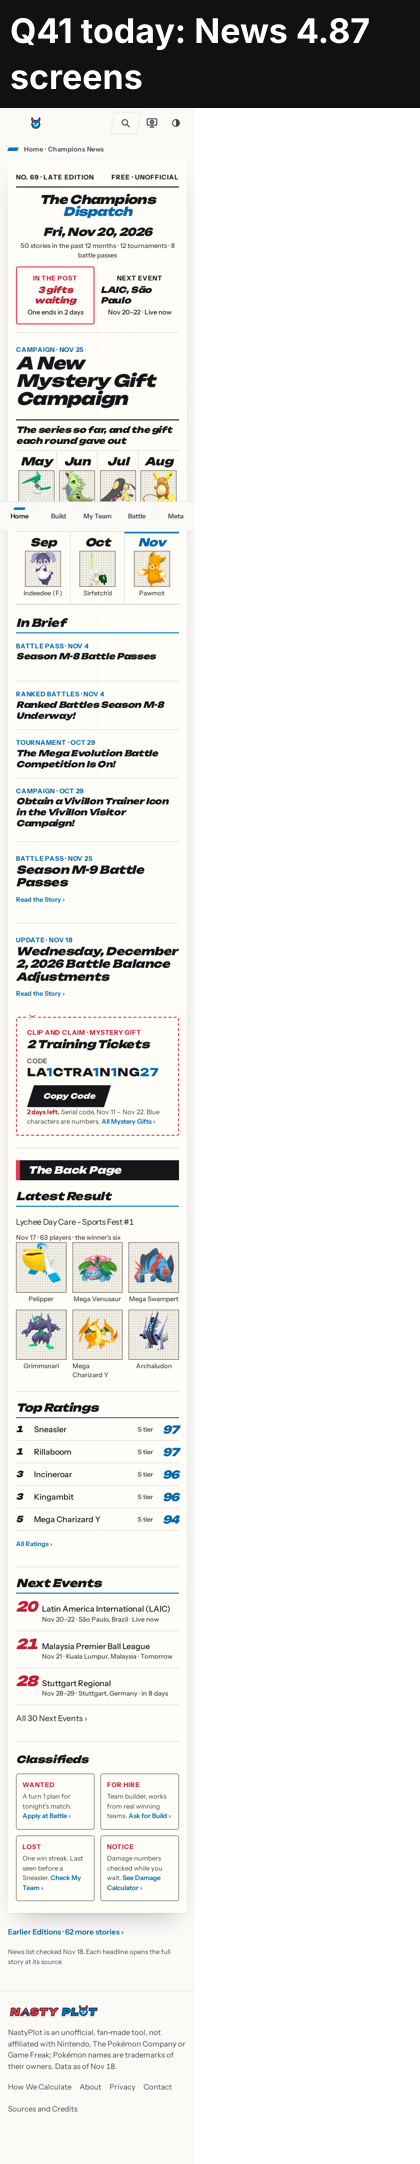 Q41 today: News 4.87
screens
Home · Champions News
NO. 69 · LATE EDITION
FREE · UNOFFICIAL
The Champions
Dispatch
Fri, Nov 20, 2026
50 stories in the past 12 months · 12 tournaments · 8
battle passes
IN THE POST
3 gifts
waiting
One ends in 2 days
NEXT EVENT
LAIC, São
Paulo
Nov 20–22 · Live now
CAMPAIGN · NOV 25
A New
Mystery Gift
Campaign
The series so far, and the gift
each round gave out
May
Jun
Jul
Aug
Home
Build
My Team
Battle
Meta
Sep
Oct
Nov
Indeedee (F)
Sirfetch'd
Pawmot
In Brief
BATTLE PASS · NOV 4
Season M-8 Battle Passes
RANKED BATTLES · NOV 4
Ranked Battles Season M-8
Underway!
TOURNAMENT · OCT 29
The Mega Evolution Battle
Competition Is On!
CAMPAIGN · OCT 29
Obtain a Vivillon Trainer Icon
in the Vivillon Visitor
Campaign!
BATTLE PASS · NOV 25
Season M-9 Battle
Passes
Read the Story ›
UPDATE · NOV 18
Wednesday, December
2, 2026 Battle Balance
Adjustments
Read the Story ›
CLIP AND CLAIM · MYSTERY GIFT
2 Training Tickets
CODE
LA1CTRA1N1NG27
Copy Code
2 days left. Serial code, Nov 11 – Nov 22. Blue
characters are numbers. All Mystery Gifts ›
The Back Page
Latest Result
Lychee Day Care - Sports Fest #1
Nov 17 · 63 players · the winner's six
Pelipper
Mega Venusaur
Mega Swampert
Grimmsnarl
Mega
Charizard Y
Archaludon
Top Ratings
1 Sneasler S tier 97
1 Rillaboom S tier 97
3 Incineroar S tier 96
3 Kingambit S tier 96
5 Mega Charizard Y S tier 94
All Ratings ›
Next Events
20 Latin America International (LAIC)
Nov 20–22 · São Paulo, Brazil · Live now
21 Malaysia Premier Ball League
Nov 21 · Kuala Lumpur, Malaysia · Tomorrow
28 Stuttgart Regional
Nov 28–29 · Stuttgart, Germany · in 8 days
All 30 Next Events ›
Classifieds
WANTED
A turn 1 plan for
tonight's match.
Apply at Battle ›
FOR HIRE
Team builder, works
from real winning
teams. Ask for Build ›
LOST
One win streak. Last
seen before a
Sneasler. Check My
Team ›
NOTICE
Damage numbers
checked while you
wait. See Damage
Calculator ›
Earlier Editions · 62 more stories ›
News list checked Nov 18. Each headline opens the full
story at its source.
NASTY PLOT
NastyPlot is an unofficial, fan-made tool, not
affiliated with Nintendo, The Pokémon Company or
Game Freak; Pokémon names are trademarks of
their owners. Data as of Nov 18.
How We Calculate
About
Privacy
Contact
Sources and Credits